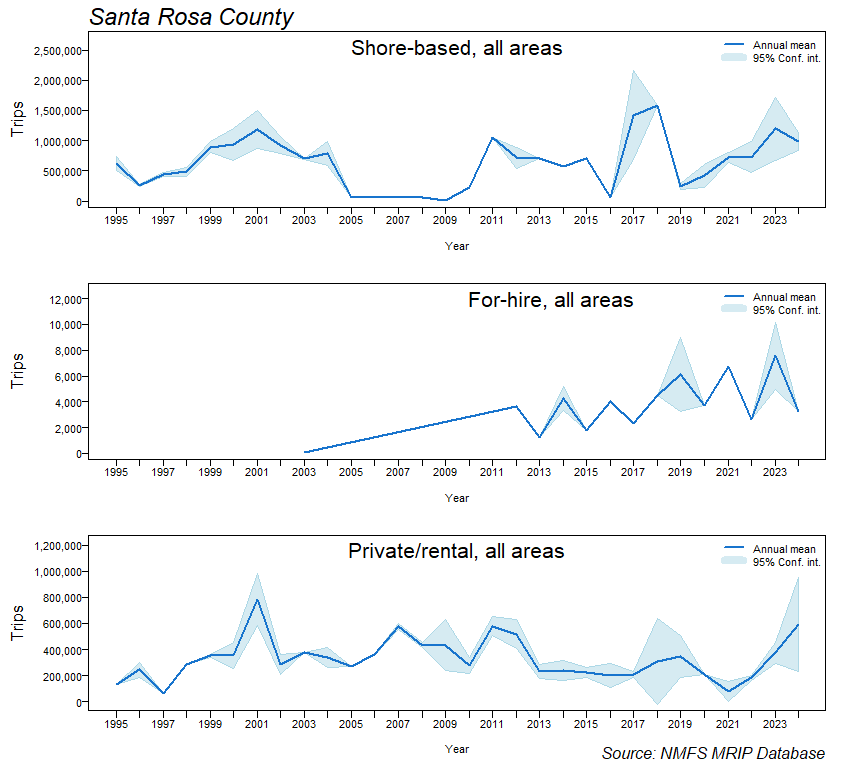 Santa Rosa County
Shore-based, all areas
Annual mean
95% Conf. int.
2,500,000
2,000,000
1,500,000
1,000,000
500,000
0
Trips
1995 1997 1999 2001 2003 2005 2007 2009 2011 2013 2015 2017 2019 2021 2023
Year
For-hire, all areas
Annual mean
95% Conf. int.
12,000
10,000
8,000
6,000
4,000
2,000
0
Trips
1995 1997 1999 2001 2003 2005 2007 2009 2011 2013 2015 2017 2019 2021 2023
Year
Private/rental, all areas
Annual mean
95% Conf. int.
1,200,000
1,000,000
800,000
600,000
400,000
200,000
0
Trips
1995 1997 1999 2001 2003 2005 2007 2009 2011 2013 2015 2017 2019 2021 2023
Year
Source: NMFS MRIP Database